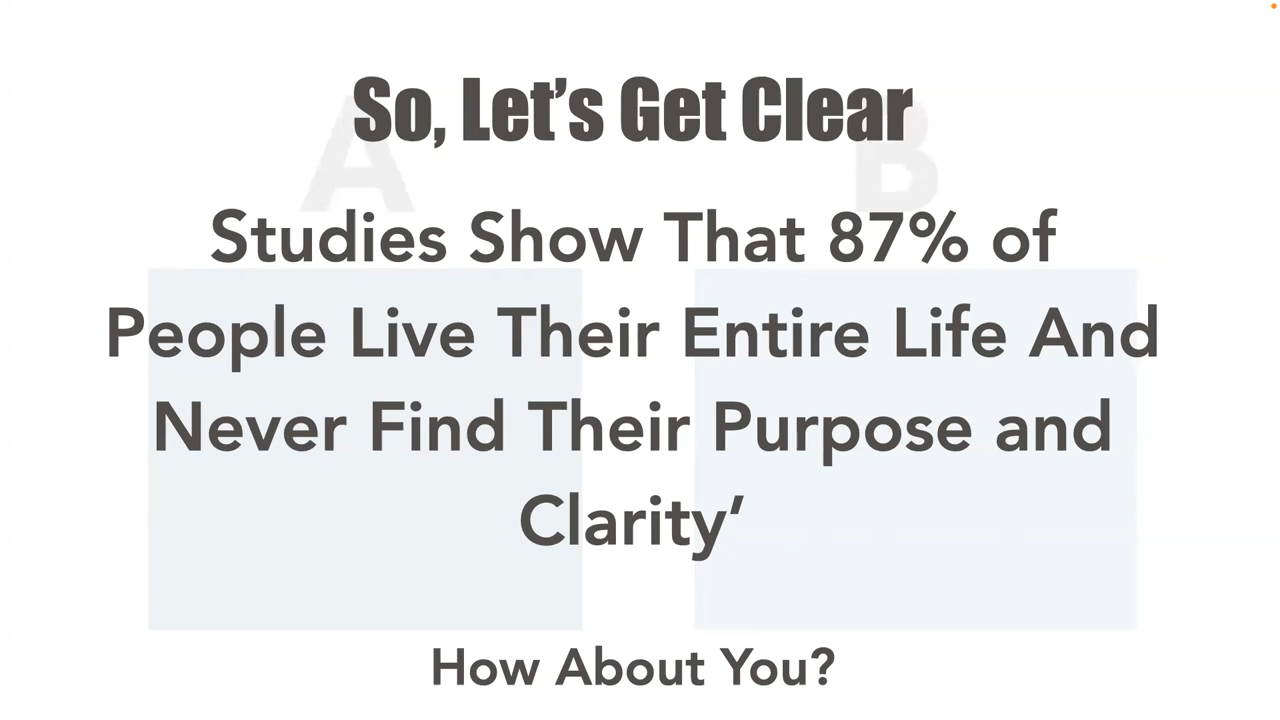 So, Let’s Get Clear
A B
Studies Show That 87% of
People Live Their Entire Life And
Never Find Their Purpose and
Clarity’
How About You?